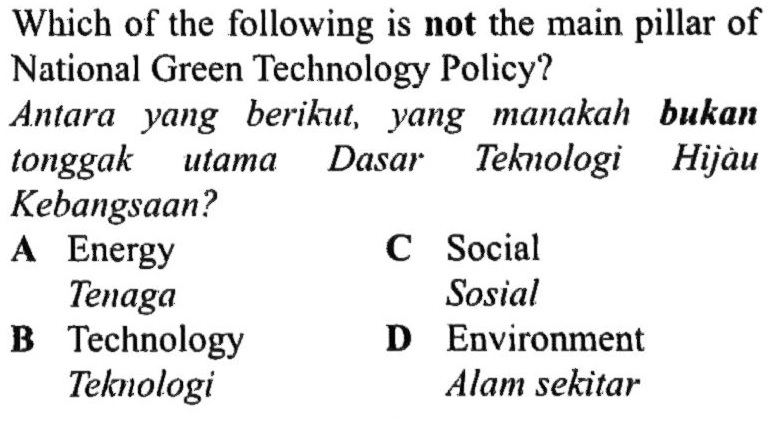 Which of the following is not the main pillar of
National Green Technology Policy?
Antara yang berikut, yang manakah bukan
tonggak utama Dasar Teknologi Hijau
Kebangsaan?
A Energy C Social
Tenaga Sosial
B Technology D Environment
Teknologi Alam sekitar